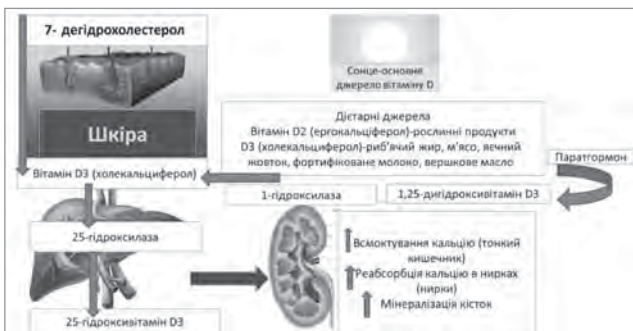 7- дегідрохолестерол
Шкіра
Сонце-основне
джерело вітаміну D
Дієтарні джерела
Вітамін D2 (ергокальціферол)-рослинні продукти
D3 (холекальциферол)-риб'ячий жир, м'ясо, яєчний
жовток, фортифіковане молоко, вершкове масло
Паратгормон
Вітамін D3 (холекальциферол)
1-гідроксилаза
1,25-дигідроксивітамін D3
25-гідроксилаза
Всмоктування кальцію (тонкий
кишечник)
Реабсорбція кальцію в нирках
(нирки)
Мінералізація кісток
25-гідроксивітамін D3